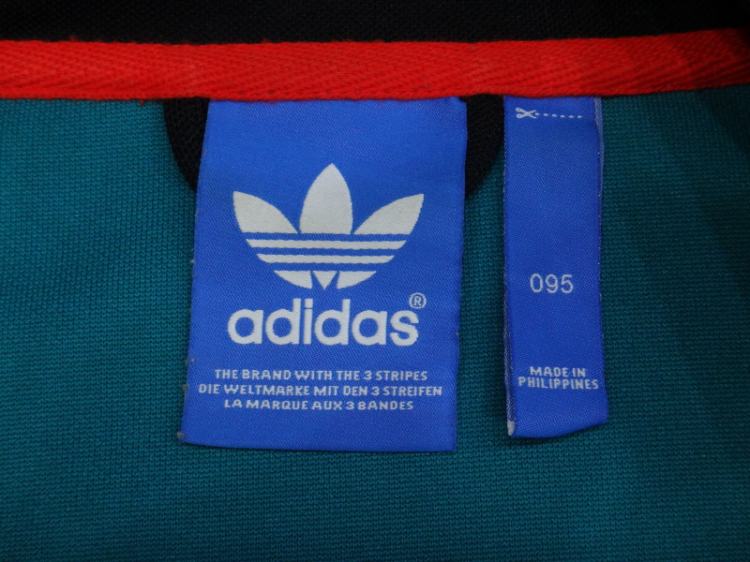 adidas®
THE BRAND WITH THE 3 STRIPES
DIE WELTMARKE MIT DEN 3 STREIFEN
LA MARQUE AUX 3 BANDES
095
MADE IN
PHILIPPINES